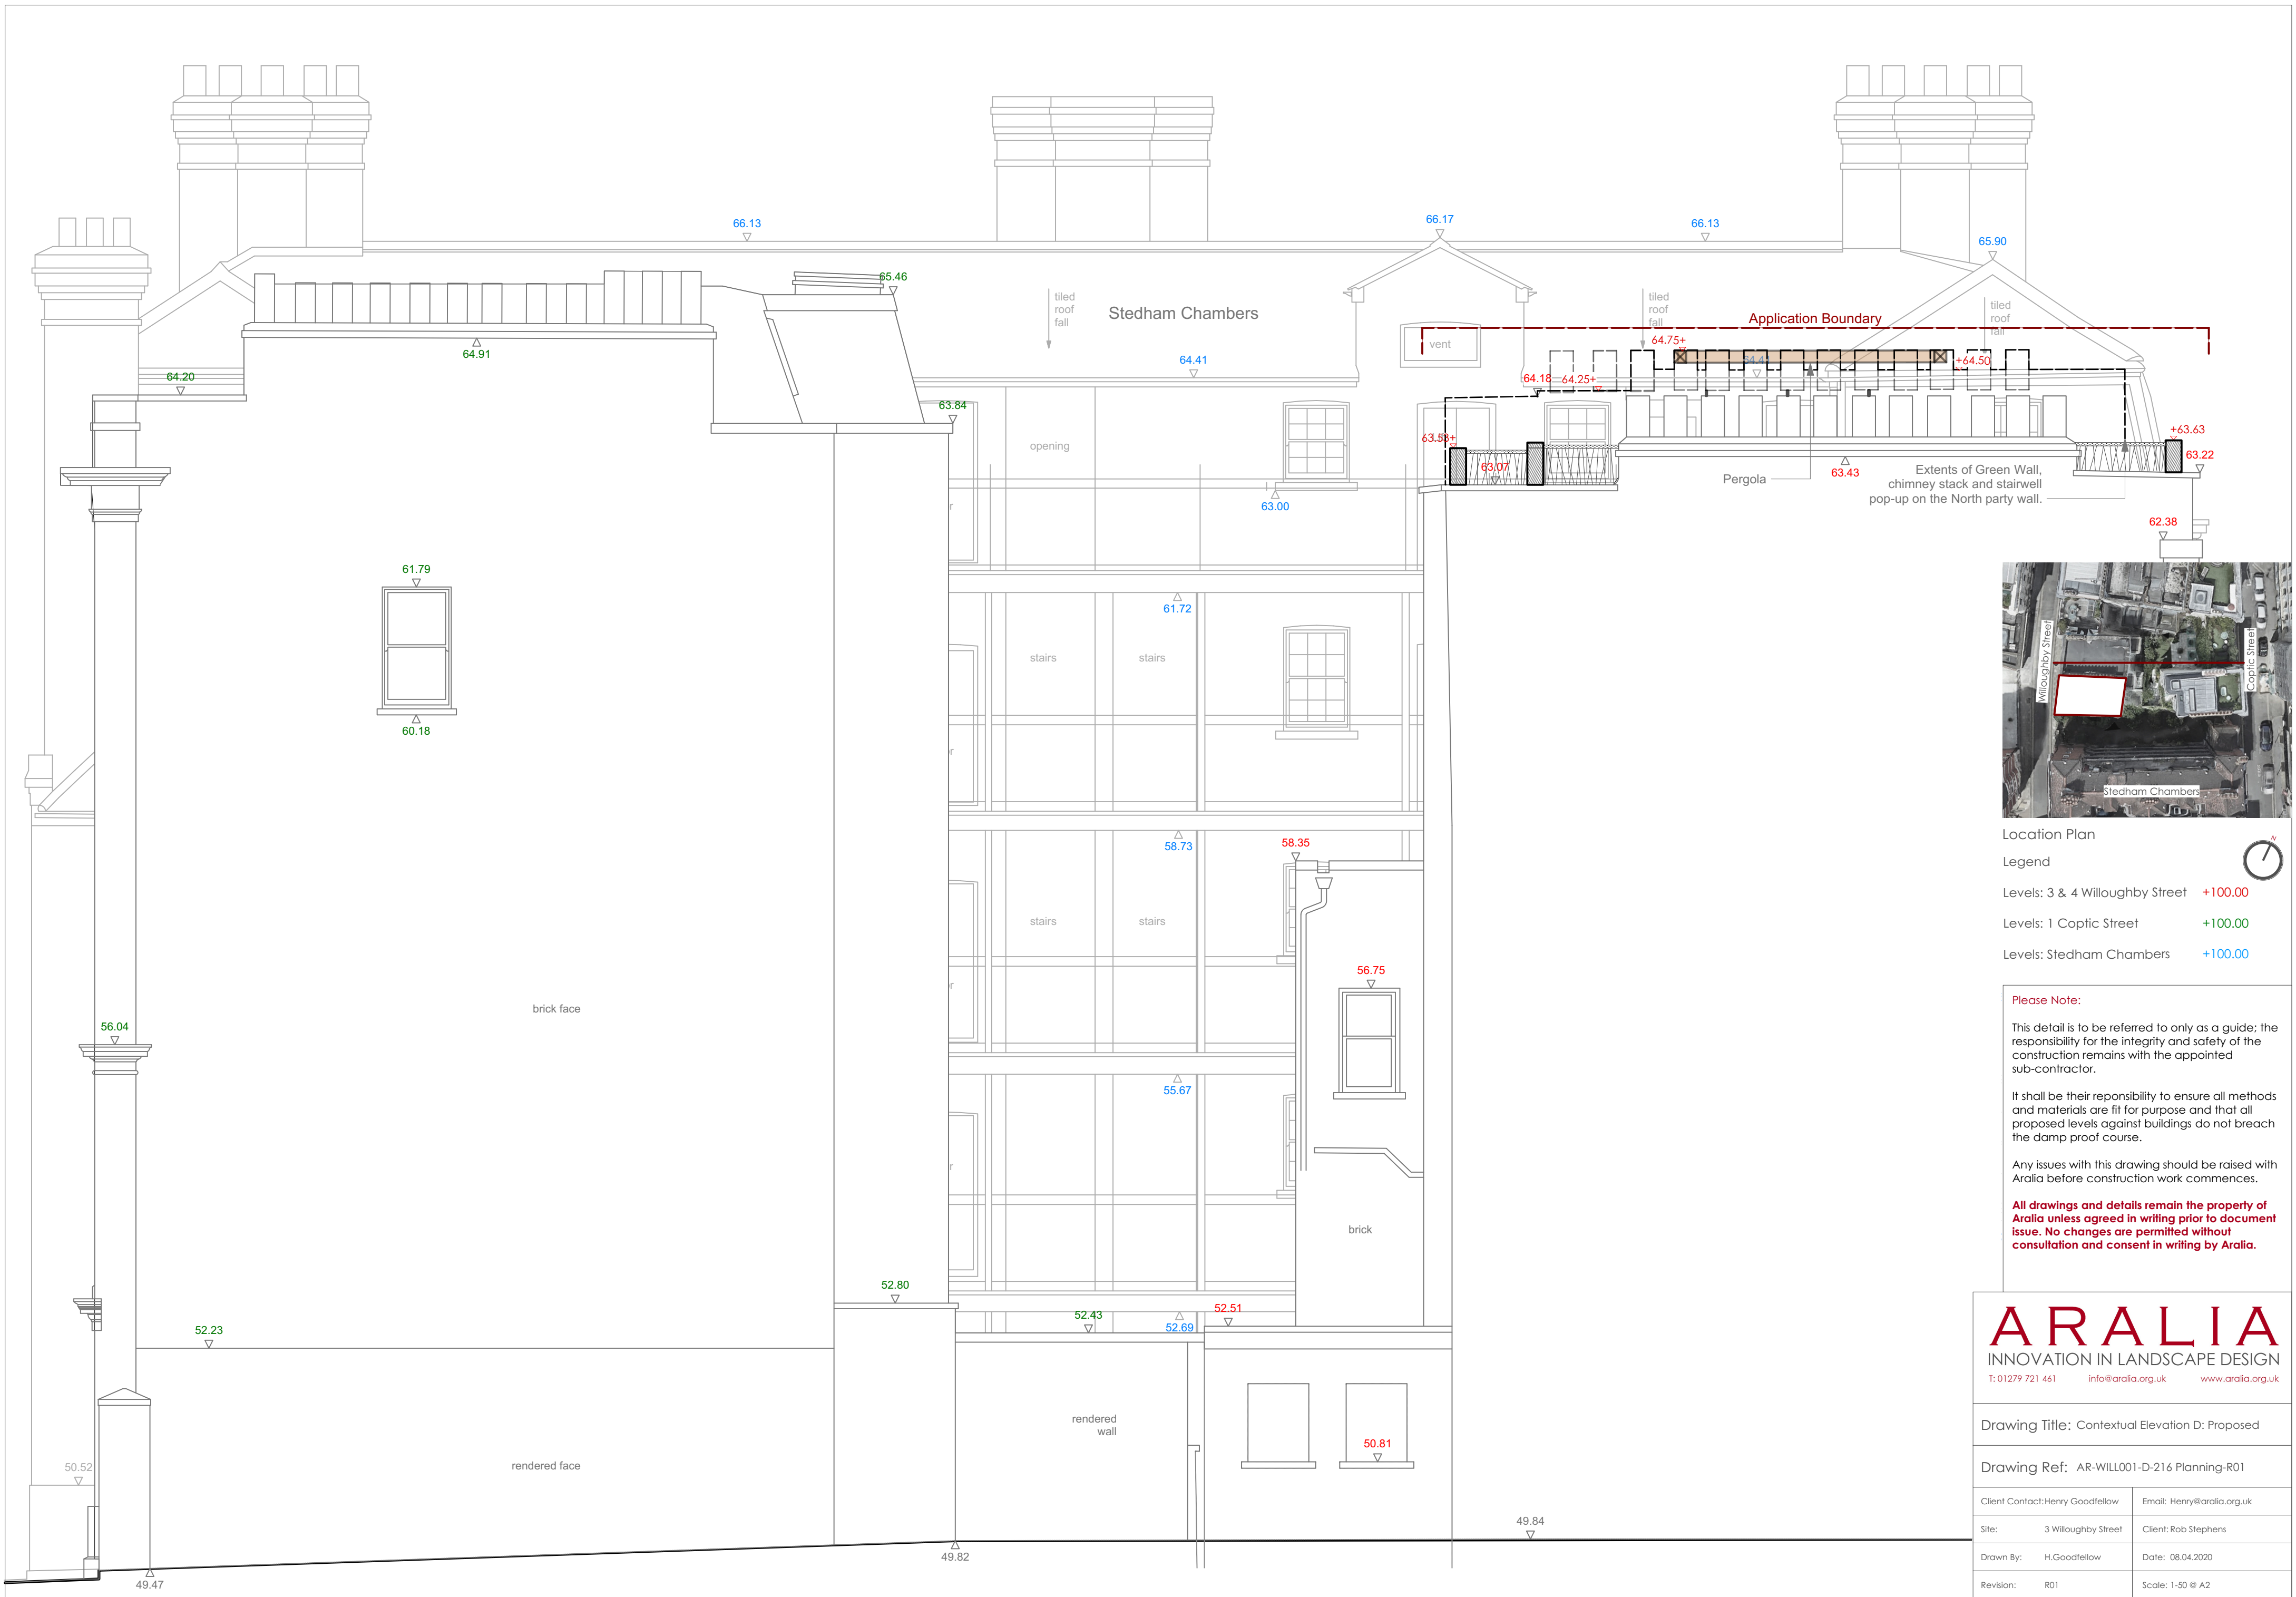 66.13
66.17
66.13
65.90
65.46
tiled
roof
fall
Stedham Chambers
tiled
roof
fall
tiled
roof
fall
Application Boundary
vent
64.91
64.41
64.75+
64.41
+64.50
64.20
64.18
64.25+
63.84
opening
63.53+
63.07
63.43
+63.63
63.22
Pergola
Extents of Green Wall,
chimney stack and stairwell
pop-up on the North party wall.
63.00
62.38
61.79
61.72
stairs
stairs
60.18
58.73
58.35
stairs
stairs
56.75
brick face
56.04
55.67
brick
52.80
52.43
52.69
52.51
52.23
rendered
wall
50.81
rendered face
50.52
49.84
49.82
49.47
r
r
r
r
Willoughby Street
Coptic Street
Stedham Chambers
Location Plan
N
Legend
Levels: 3 & 4 Willoughby Street +100.00
Levels: 1 Coptic Street +100.00
Levels: Stedham Chambers +100.00
Please Note:
This detail is to be referred to only as a guide; the
responsibility for the integrity and safety of the
construction remains with the appointed
sub-contractor.
It shall be their reponsibility to ensure all methods
and materials are fit for purpose and that all
proposed levels against buildings do not breach
the damp proof course.
Any issues with this drawing should be raised with
Aralia before construction work commences.
All drawings and details remain the property of
Aralia unless agreed in writing prior to document
issue. No changes are permitted without
consultation and consent in writing by Aralia.
ARALIA
INNOVATION IN LANDSCAPE DESIGN
T: 01279 721 461 info@aralia.org.uk www.aralia.org.uk
Drawing Title: Contextual Elevation D: Proposed
Drawing Ref: AR-WILL001-D-216 Planning-R01
Client Contact: Henry Goodfellow Email: Henry@aralia.org.uk
Site: 3 Willoughby Street Client: Rob Stephens
Drawn By: H.Goodfellow Date: 08.04.2020
Revision: R01 Scale: 1-50 @ A2